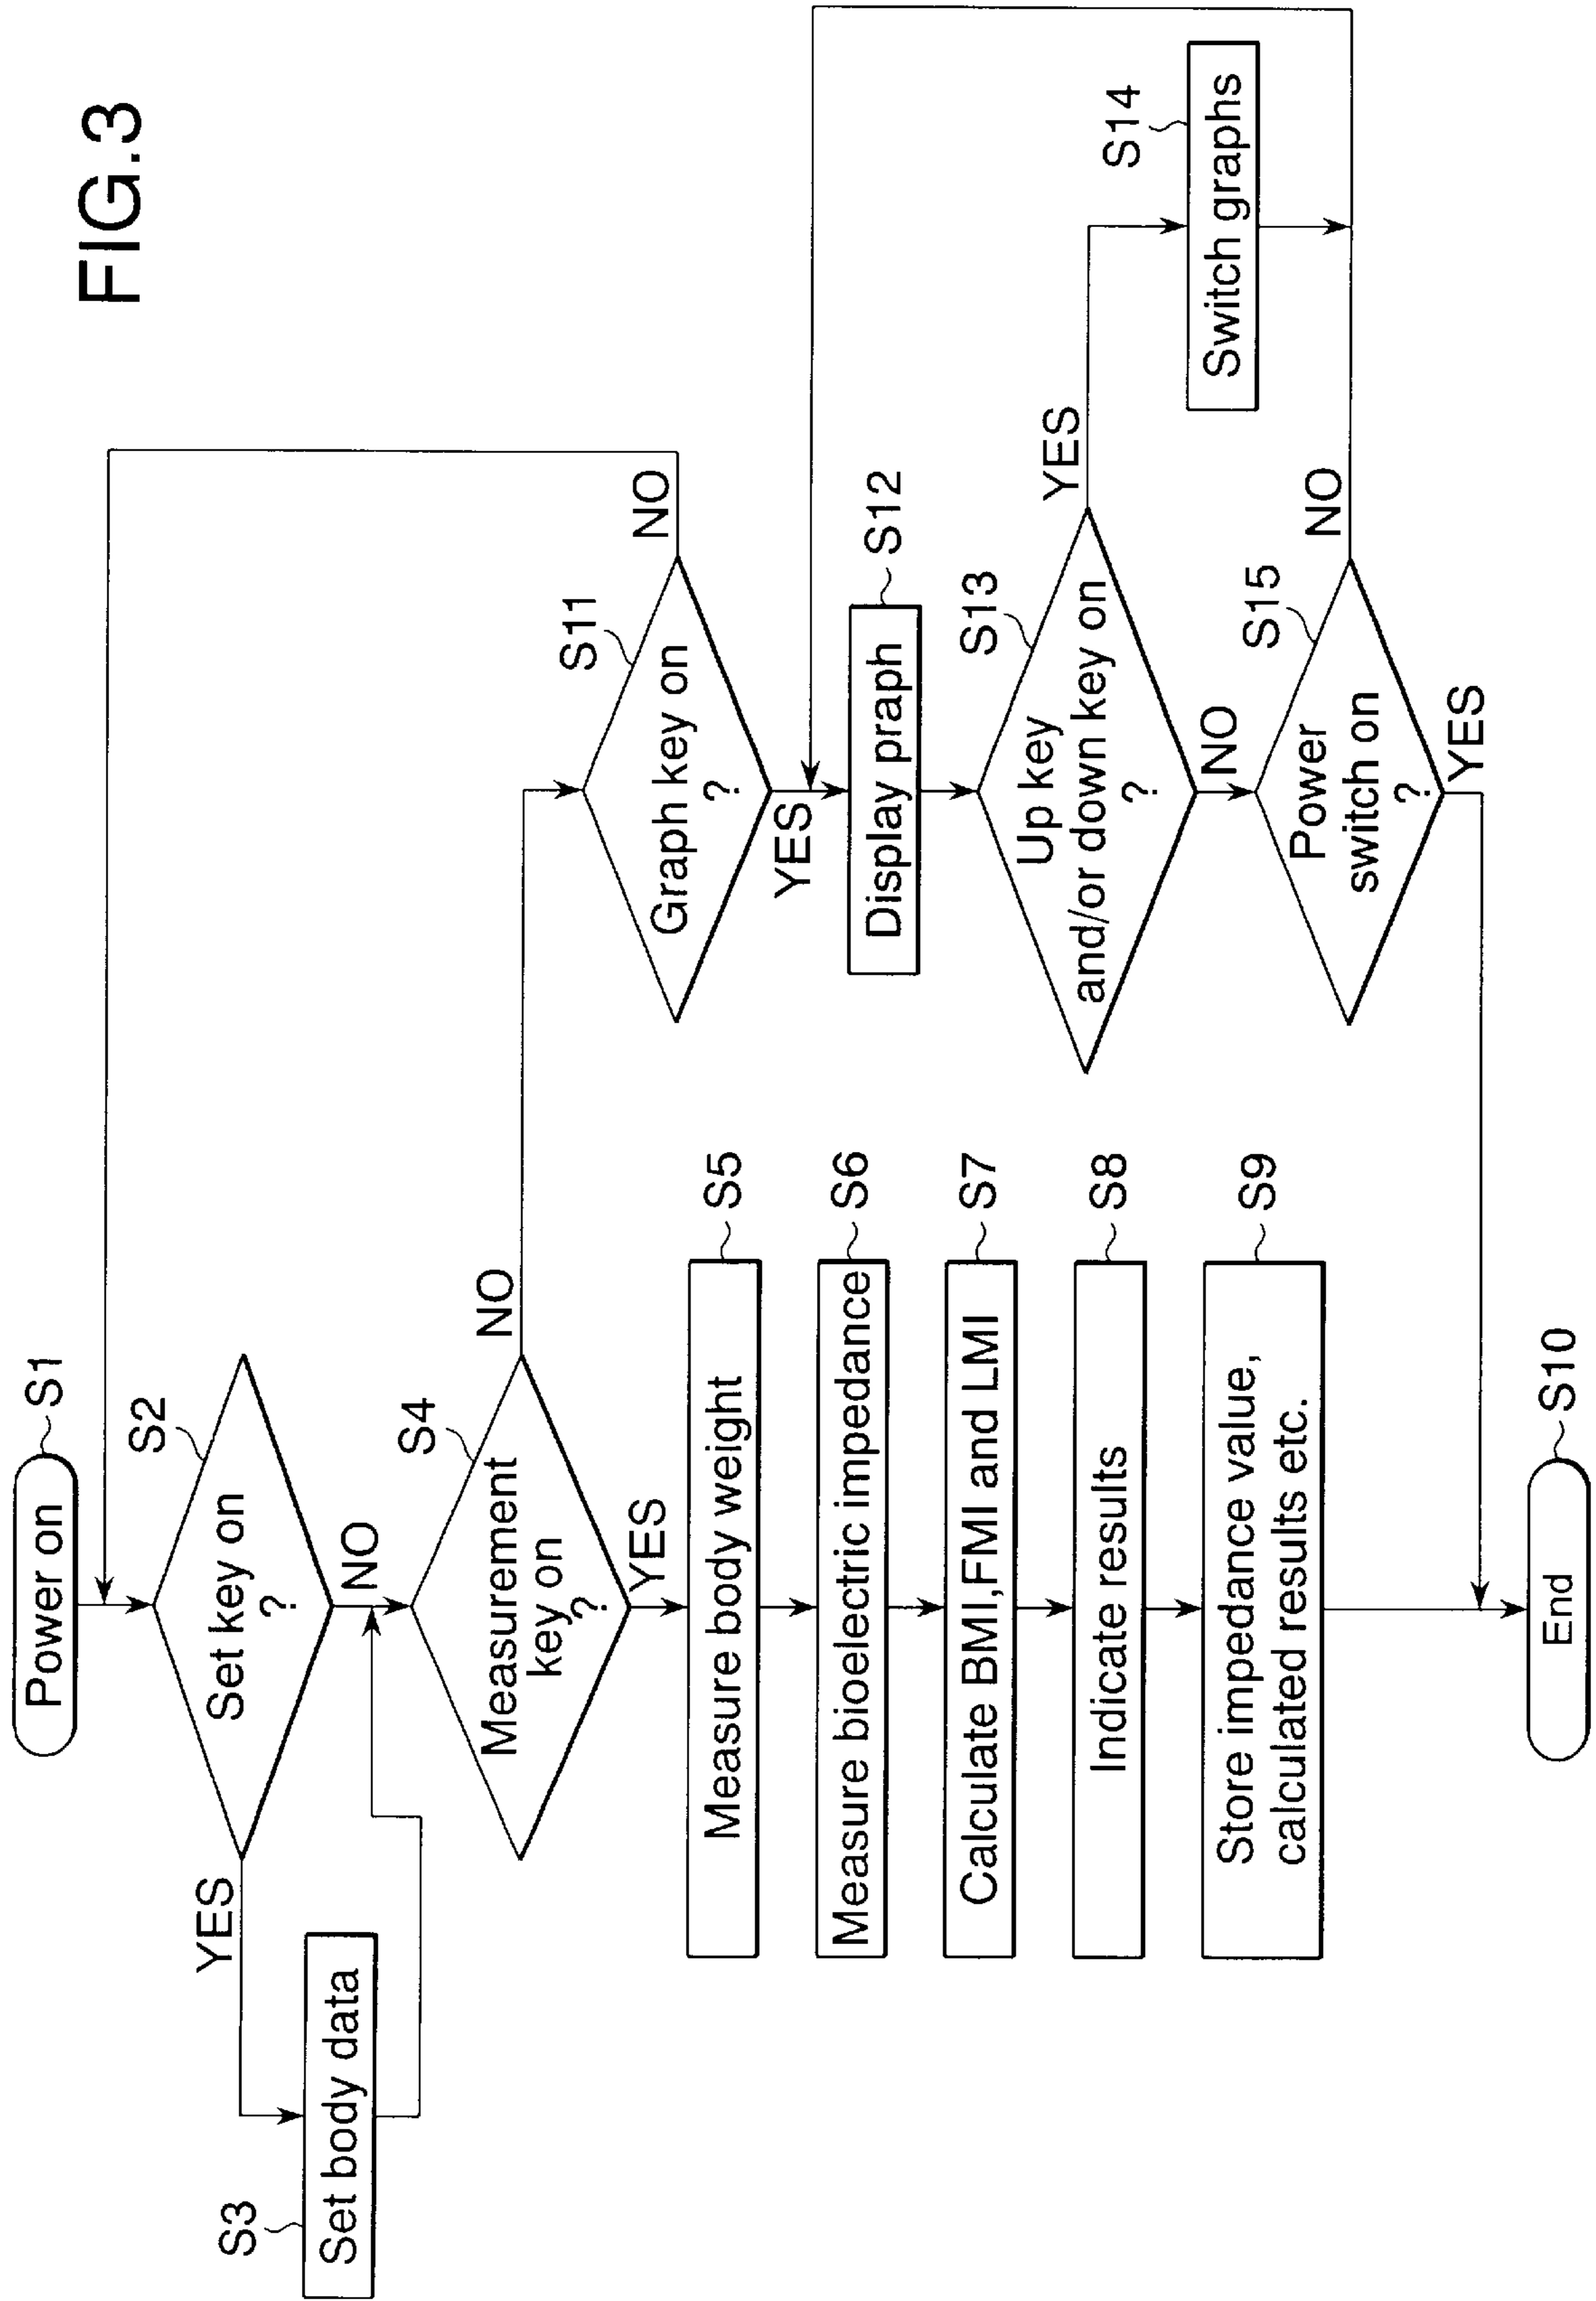 FIG.3
Power on
S1
S2
Set key on
?
YES
NO
S3
Set body data
S4
Measurement
key on
?
NO
YES
Measure body weight
S5
Measure bioelectric impedance
S6
Calculate BMI,FMI and LMI
S7
Indicate results
S8
Store impedance value,
calculated results etc.
S9
End
S10
S11
Graph key on
?
NO
YES
Display praph
S12
S13
Up key
and/or down key on
?
YES
NO
S14
Switch graphs
S15
Power
switch on
?
NO
YES